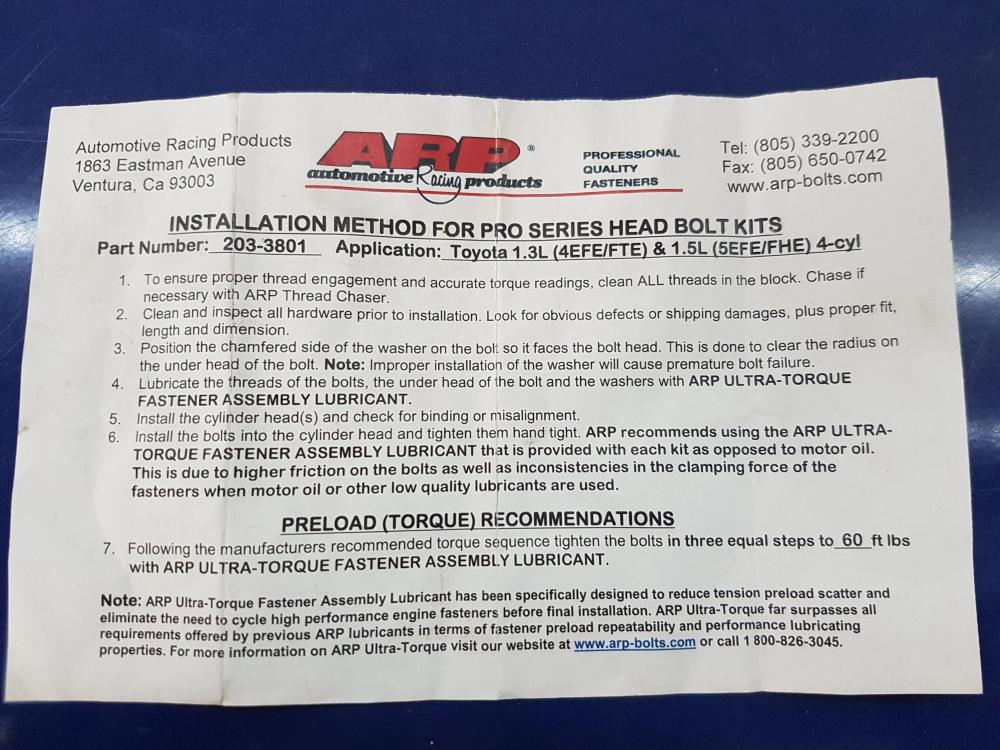 Automotive Racing Products
1863 Eastman Avenue
Ventura, Ca 93003
ARP®
automotive Racing products
PROFESSIONAL
QUALITY
FASTENERS
Tel: (805) 339-2200
Fax: (805) 650-0742
www.arp-bolts.com
INSTALLATION METHOD FOR PRO SERIES HEAD BOLT KITS
Part Number: 203-3801 Application: Toyota 1.3L (4EFE/FTE) & 1.5L (5EFE/FHE) 4-cyl
1. To ensure proper thread engagement and accurate torque readings, clean ALL threads in the block. Chase if
necessary with ARP Thread Chaser.
2. Clean and inspect all hardware prior to installation. Look for obvious defects or shipping damages, plus proper fit,
length and dimension.
3. Position the chamfered side of the washer on the bolt so it faces the bolt head. This is done to clear the radius on
the under head of the bolt. Note: Improper installation of the washer will cause premature bolt failure.
4. Lubricate the threads of the bolts, the under head of the bolt and the washers with ARP ULTRA-TORQUE
FASTENER ASSEMBLY LUBRICANT.
5. Install the cylinder head(s) and check for binding or misalignment.
6. Install the bolts into the cylinder head and tighten them hand tight. ARP recommends using the ARP ULTRA-
TORQUE FASTENER ASSEMBLY LUBRICANT that is provided with each kit as opposed to motor oil.
This is due to higher friction on the bolts as well as inconsistencies in the clamping force of the
fasteners when motor oil or other low quality lubricants are used.
PRELOAD (TORQUE) RECOMMENDATIONS
7. Following the manufacturers recommended torque sequence tighten the bolts in three equal steps to 60 ft lbs
with ARP ULTRA-TORQUE FASTENER ASSEMBLY LUBRICANT.
Note: ARP Ultra-Torque Fastener Assembly Lubricant has been specifically designed to reduce tension preload scatter and
eliminate the need to cycle high performance engine fasteners before final installation. ARP Ultra-Torque far surpasses all
requirements offered by previous ARP lubricants in terms of fastener preload repeatability and performance lubricating
properties. For more information on ARP Ultra-Torque visit our website at www.arp-bolts.com or call 1 800-826-3045.